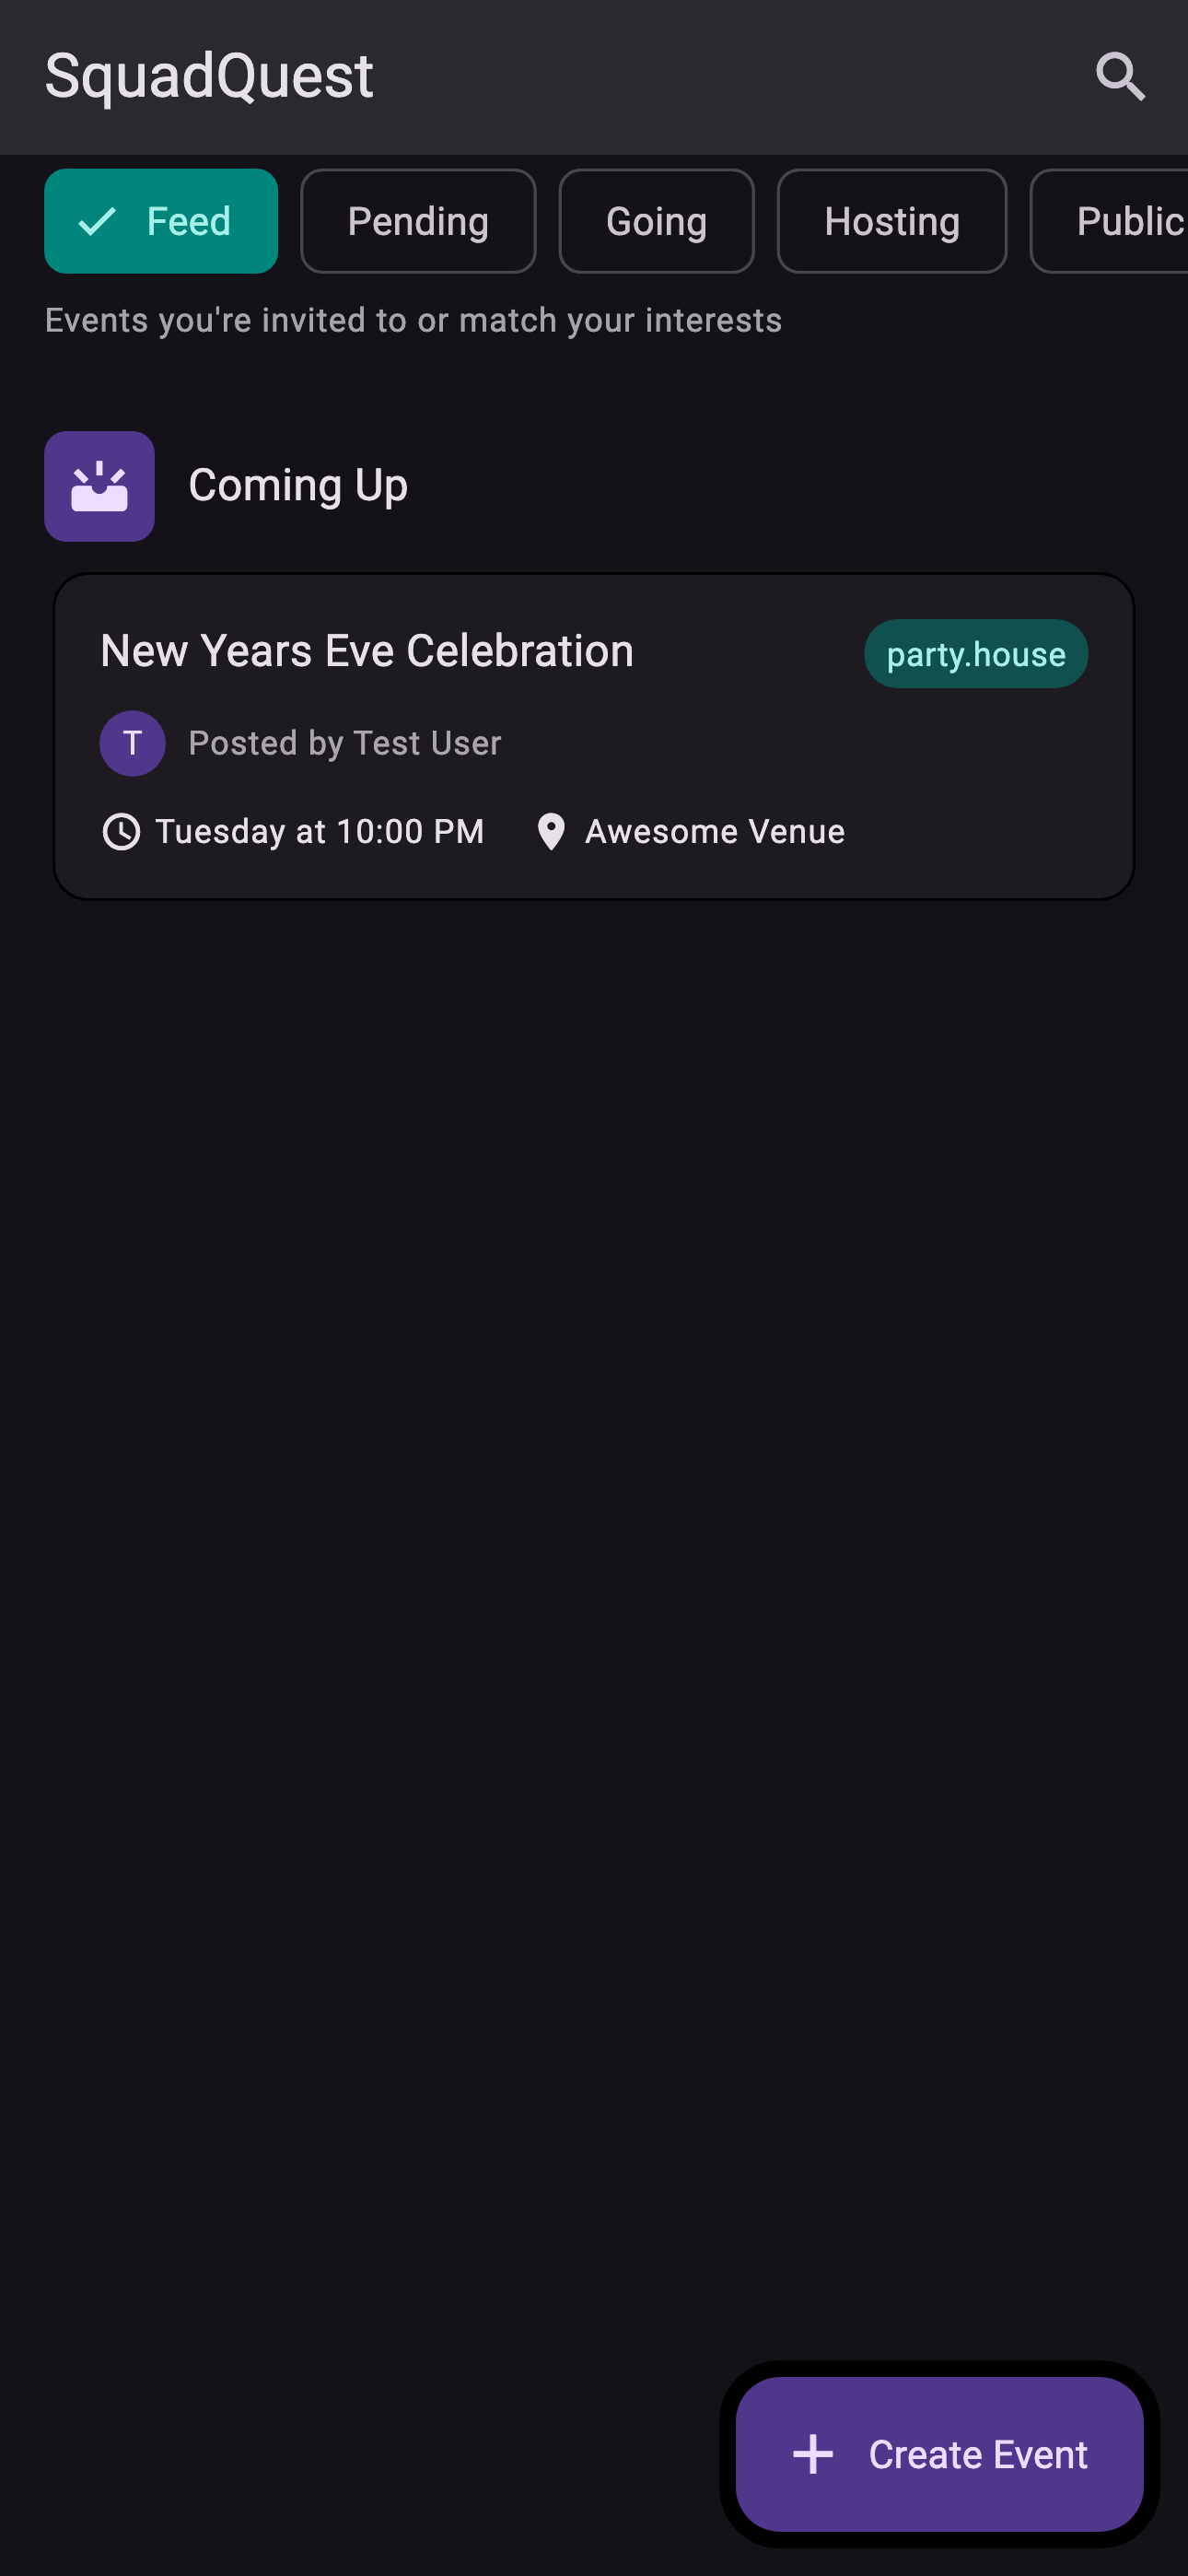 SquadQuest
Feed Pending Going Hosting Public
Events you're invited to or match your interests
Coming Up
New Years Eve Celebration party.house
T Posted by Test User
Tuesday at 10:00 PM Awesome Venue
Create Event